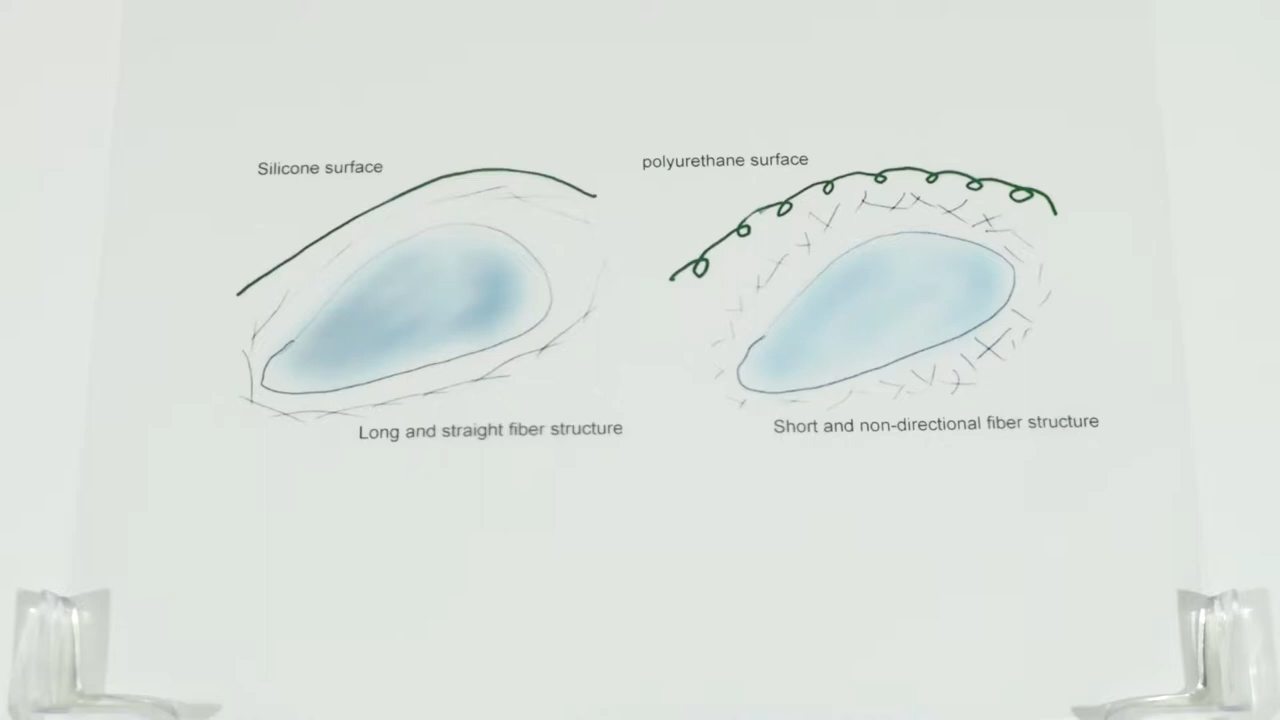 Silicone surface
polyurethane surface
Long and straight fiber structure
Short and non-directional fiber structure